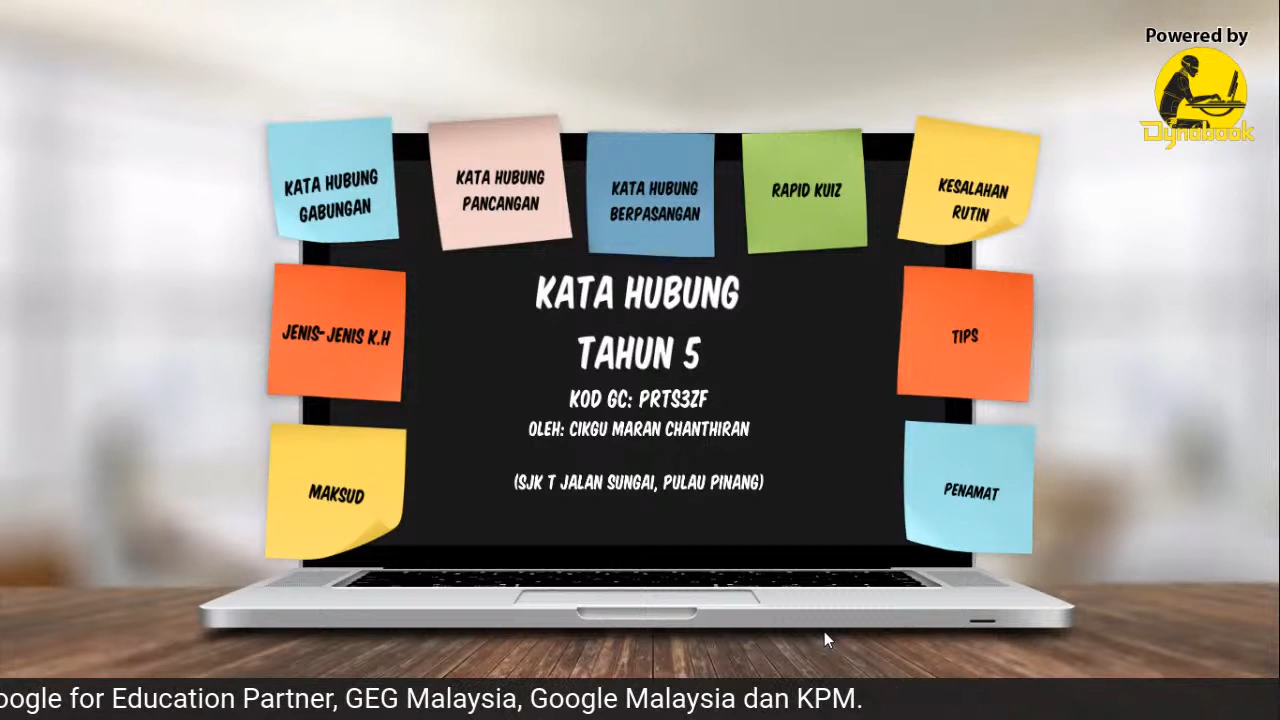 Powered by
Dynabook
KATA HUBUNG
GABUNGAN
KATA HUBUNG
PANCANGAN
KATA HUBUNG
BERPASANGAN
RAPID KUIZ
KESALAHAN
RUTIN
JENIS-JENIS K.H
TIPS
MAKSUD
PENAMAT
KATA HUBUNG
TAHUN 5
KOD GC: PRTS3ZF
OLEH: CIKGU MARAN CHANTHIRAN
(SJK T JALAN SUNGAI, PULAU PINANG)
oogle for Education Partner, GEG Malaysia, Google Malaysia dan KPM.